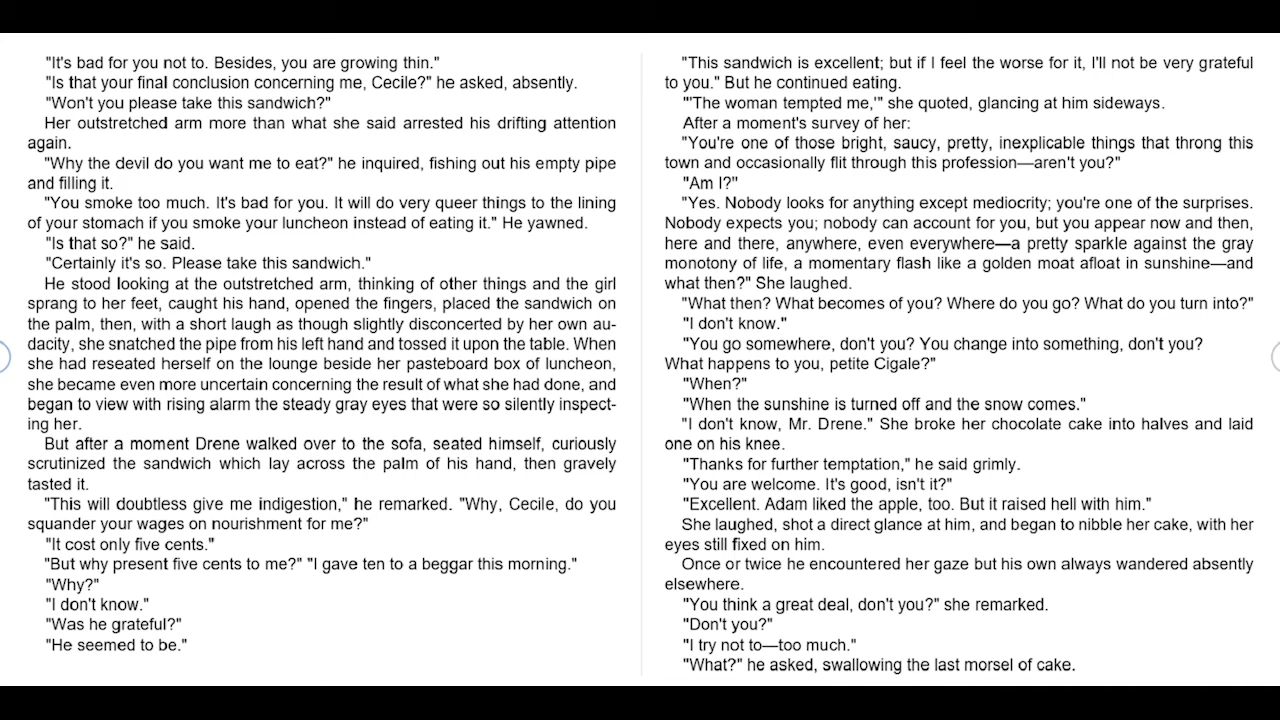 "It's bad for you not to. Besides, you are growing thin."
"Is that your final conclusion concerning me, Cecile?" he asked, absently.
"Won't you please take this sandwich?"
Her outstretched arm more than what she said arrested his drifting attention
again.
"Why the devil do you want me to eat?" he inquired, fishing out his empty pipe
and filling it.
"You smoke too much. It's bad for you. It will do very queer things to the lining
of your stomach if you smoke your luncheon instead of eating it." He yawned.
"Is that so?" he said.
"Certainly it's so. Please take this sandwich."
He stood looking at the outstretched arm, thinking of other things and the girl
sprang to her feet, caught his hand, opened the fingers, placed the sandwich on
the palm, then, with a short laugh as though slightly disconcerted by her own au-
dacity, she snatched the pipe from his left hand and tossed it upon the table. When
she had reseated herself on the lounge beside her pasteboard box of luncheon,
she became even more uncertain concerning the result of what she had done, and
began to view with rising alarm the steady gray eyes that were so silently inspect-
ing her.
But after a moment Drene walked over to the sofa, seated himself, curiously
scrutinized the sandwich which lay across the palm of his hand, then gravely
tasted it.
"This will doubtless give me indigestion," he remarked. "Why, Cecile, do you
squander your wages on nourishment for me?"
"It cost only five cents."
"But why present five cents to me?" "I gave ten to a beggar this morning."
"Why?"
"I don't know."
"Was he grateful?"
"He seemed to be."
"This sandwich is excellent; but if I feel the worse for it, I'll not be very grateful
to you." But he continued eating.
"'The woman tempted me,'" she quoted, glancing at him sideways.
After a moment's survey of her:
"You're one of those bright, saucy, pretty, inexplicable things that throng this
town and occasionally flit through this profession—aren't you?"
"Am I?"
"Yes. Nobody looks for anything except mediocrity; you're one of the surprises.
Nobody expects you; nobody can account for you, but you appear now and then,
here and there, anywhere, even everywhere—a pretty sparkle against the gray
monotony of life, a momentary flash like a golden moat afloat in sunshine—and
what then?" She laughed.
"What then? What becomes of you? Where do you go? What do you turn into?"
"I don't know."
"You go somewhere, don't you? You change into something, don't you?
What happens to you, petite Cigale?"
"When?"
"When the sunshine is turned off and the snow comes."
"I don't know, Mr. Drene." She broke her chocolate cake into halves and laid
one on his knee.
"Thanks for further temptation," he said grimly.
"You are welcome. It's good, isn't it?"
"Excellent. Adam liked the apple, too. But it raised hell with him."
She laughed, shot a direct glance at him, and began to nibble her cake, with her
eyes still fixed on him.
Once or twice he encountered her gaze but his own always wandered absently
elsewhere.
"You think a great deal, don't you?" she remarked.
"Don't you?"
"I try not to—too much."
"What?" he asked, swallowing the last morsel of cake.